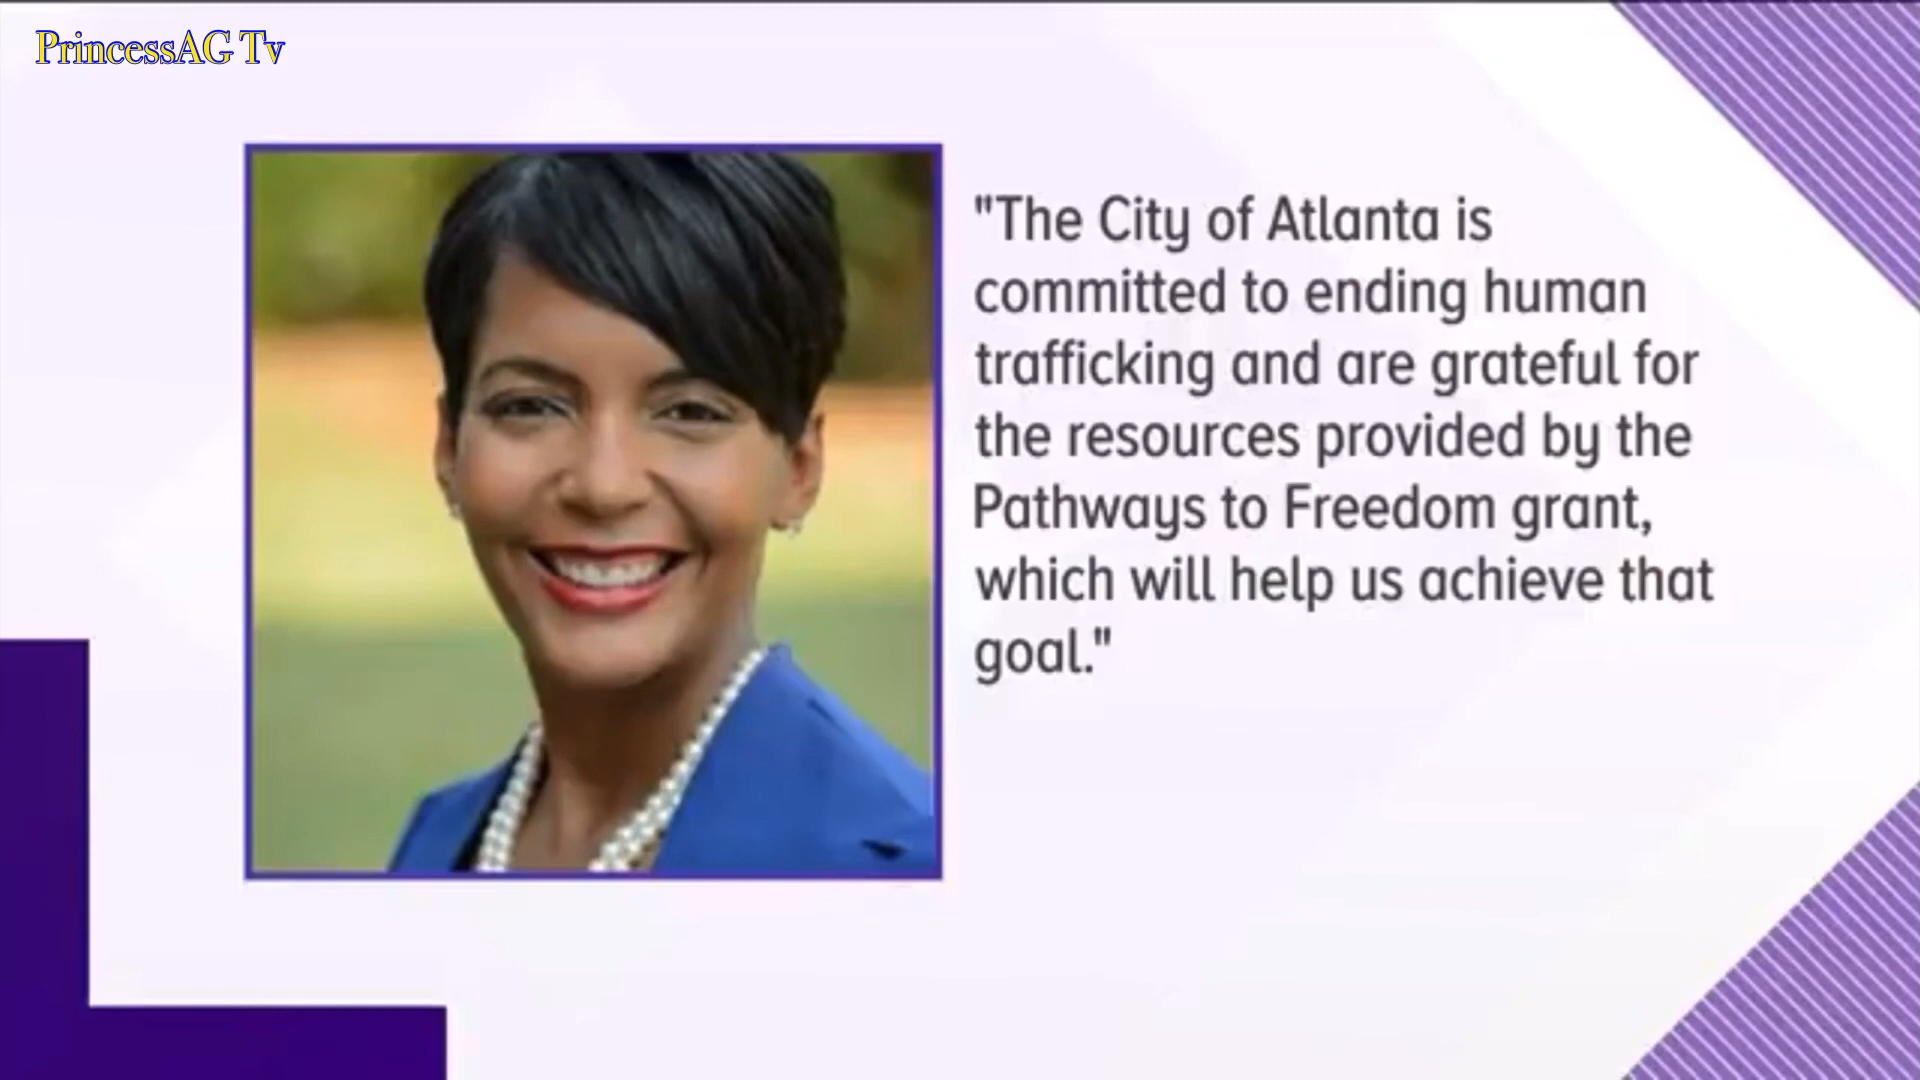 PrincessAG Tv
"The City of Atlanta is
committed to ending human
trafficking and are grateful for
the resources provided by the
Pathways to Freedom grant,
which will help us achieve that
goal."